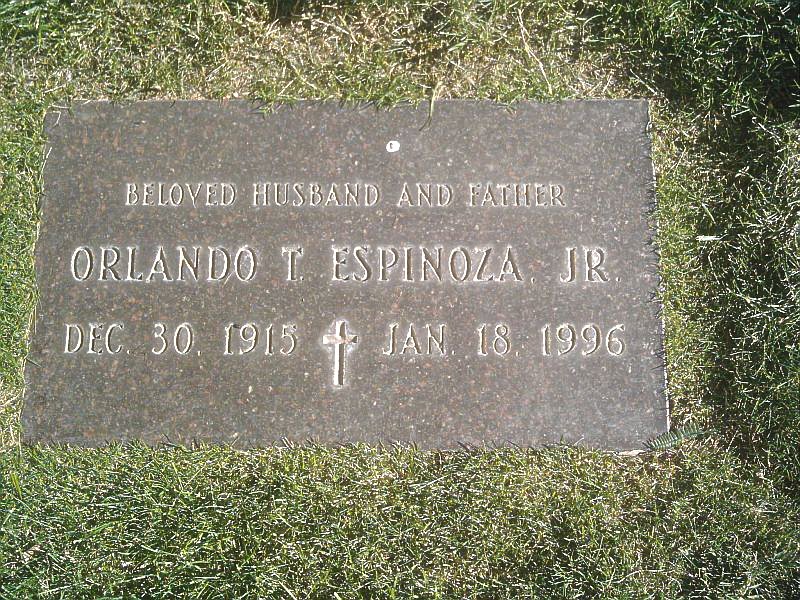 BELOVED HUSBAND AND FATHER
ORLANDO T. ESPINOZA, JR.
DEC. 30, 1915 JAN. 18, 1996